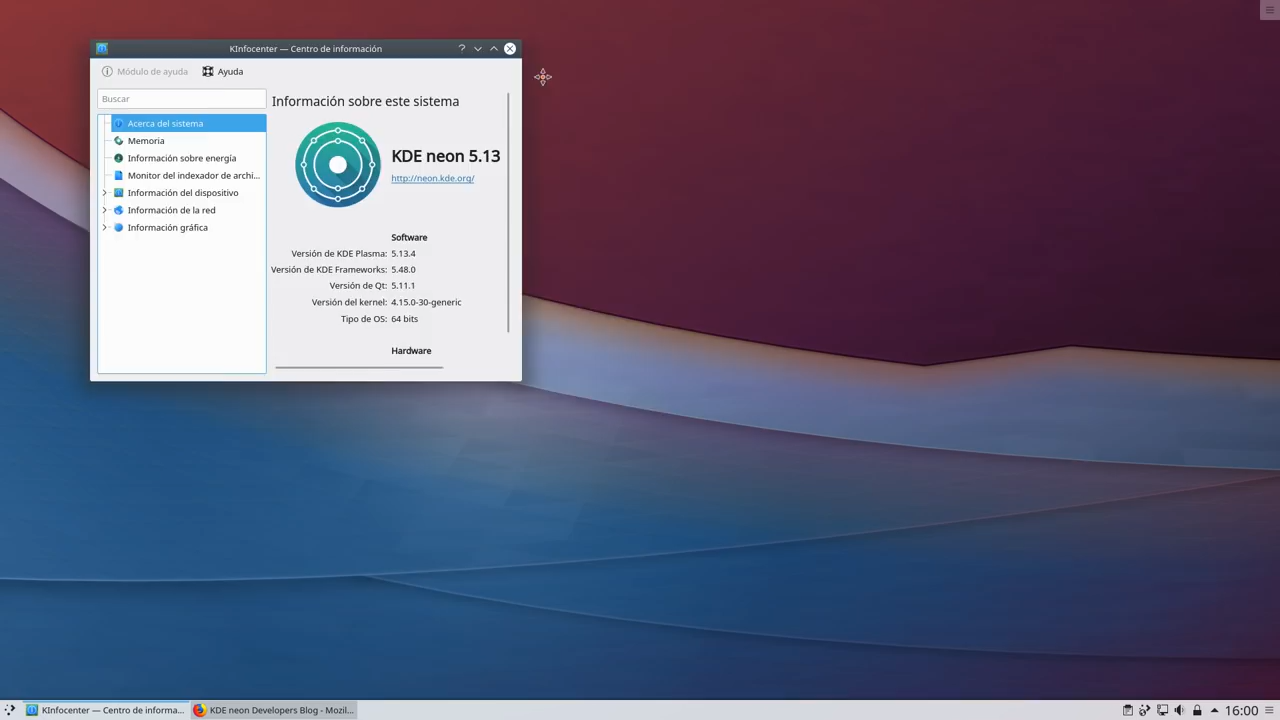 KInfocenter — Centro de información
Módulo de ayuda
Ayuda
Buscar
Acerca del sistema
Memoria
Información sobre energía
Monitor del indexador de archi...
Información del dispositivo
Información de la red
Información gráfica
Información sobre este sistema
KDE neon 5.13
http://neon.kde.org/
Software
Versión de KDE Plasma: 5.13.4
Versión de KDE Frameworks: 5.48.0
Versión de Qt: 5.11.1
Versión del kernel: 4.15.0-30-generic
Tipo de OS: 64 bits
Hardware
KInfocenter — Centro de informa...
KDE neon Developers Blog - Mozil...
16:00